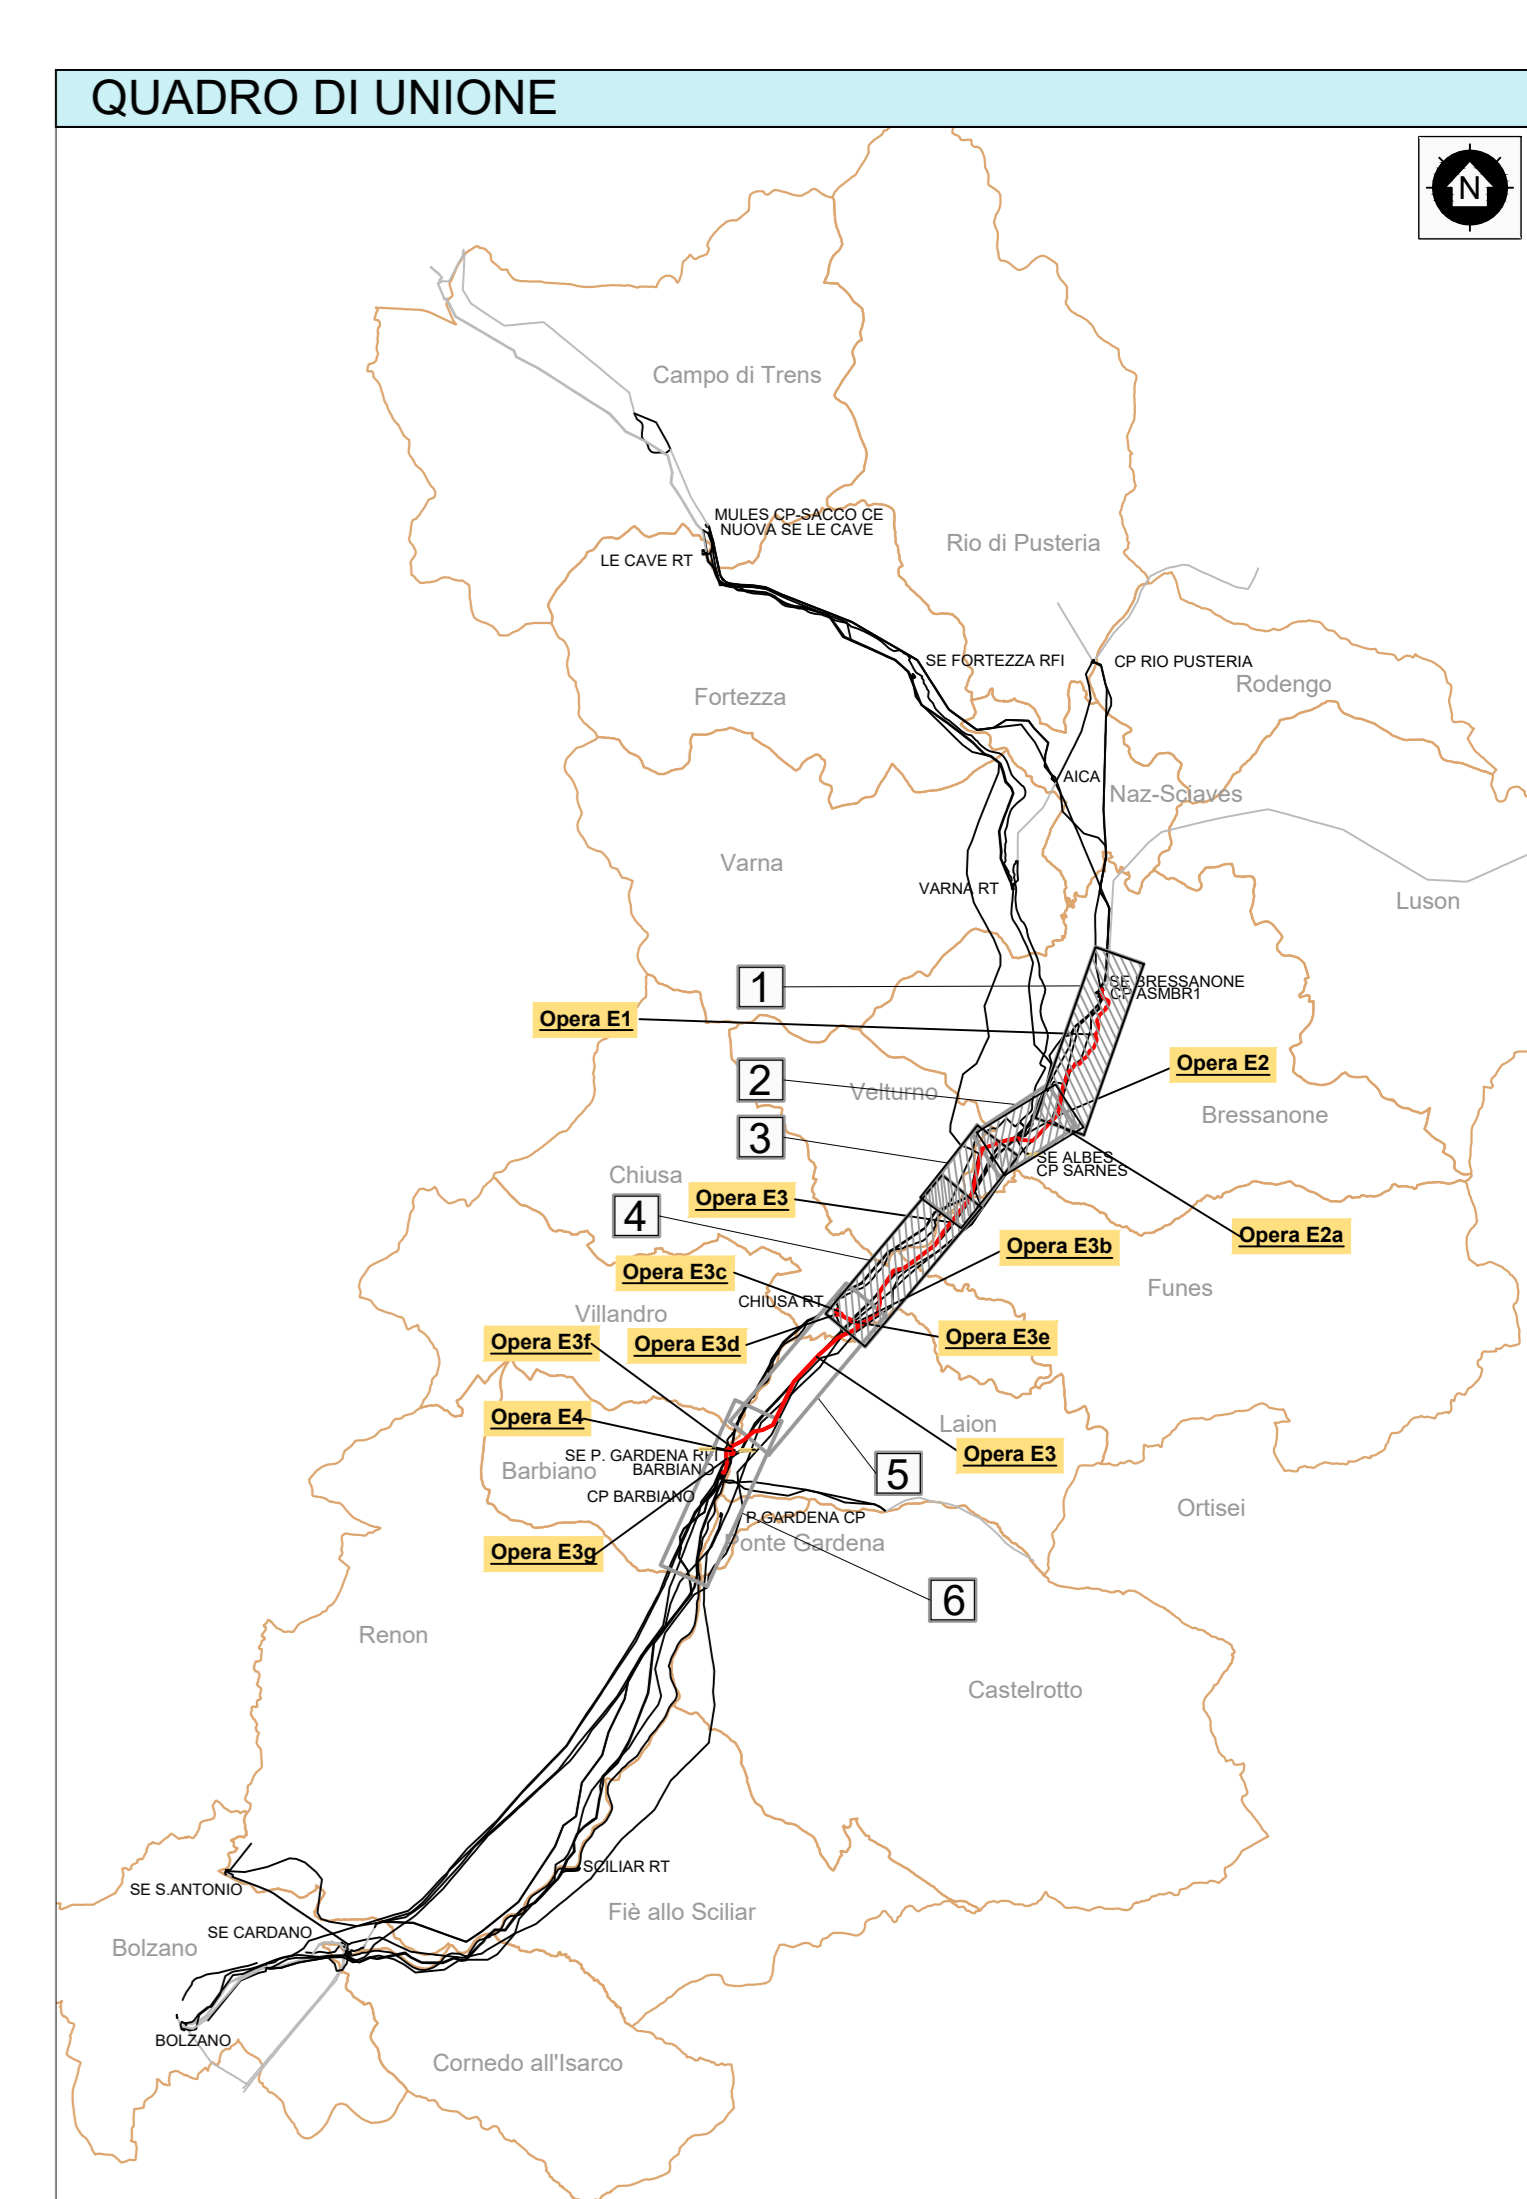 QUADRO DI UNIONE
N
Campo di Trens
MULES CP-SACCO CE
NUOVA SE LE CAVE
Rio di Pusteria
LE CAVE RT
SE FORTEZZA RFI
CP RIO PUSTERIA
Rodengo
Fortezza
AICA
Naz-Sciaves
Varna
VARNA RT
Luson
1
SE BRESSANONE
CP ASMBR1
Opera E1
Opera E2
2
Velturno
Bressanone
3
SE ALBES
CP SARNES
Chiusa
Opera E3
4
Opera E2a
Opera E3b
Opera E3c
Funes
CHIUSA RT
Villandro
Opera E3f
Opera E3d
Opera E3e
Opera E4
Laion
Opera E3
SE P. GARDENA RFI
BARBIANO
Barbiano
5
CP BARBIANO
Ortisei
P.GARDENA CP
Ponte Gardena
Opera E3g
6
Renon
Castelrotto
SCILIAR RT
SE S.ANTONIO
Fiè allo Sciliar
SE CARDANO
Bolzano
BOLZANO
Cornedo all'Isarco